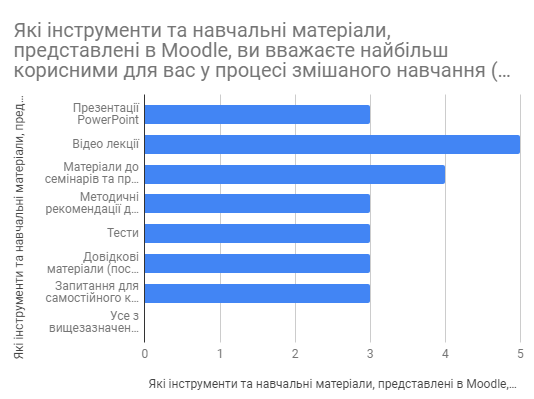 Які інструменти та навчальні матеріали,
представлені в Moodle, ви вважаєте найбільш
корисними для вас у процесі змішаного навчання (...
Які інструменти та навчальні матеріали, пред...
Презентації
PowerPoint
Відео лекції
Матеріали до
семінарів та пр...
Методичні
рекомендації д...
Тести
Довідкові
матеріали (пос...
Запитання для
самостійного к...
Усе з
вищезазначен...
0 1 2 3 4 5
Які інструменти та навчальні матеріали, представлені в Moodle,...